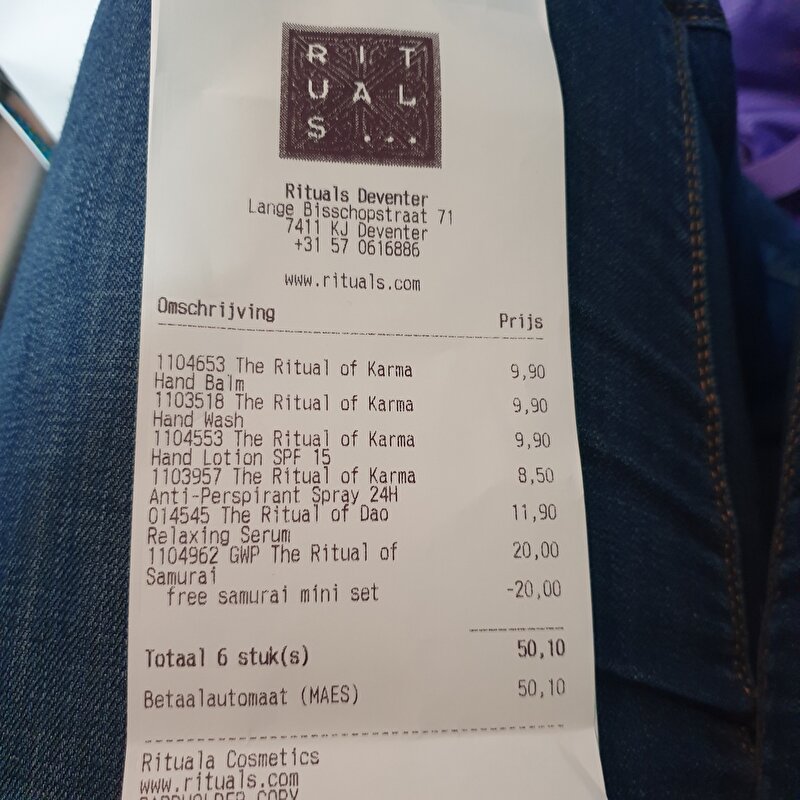 RIT
UAL
S...
Rituals Deventer
Lange Bisschopstraat 71
7411 KJ Deventer
+31 57 0616886
www.rituals.com
Omschrijving Prijs
1104653 The Ritual of Karma 9,90
Hand Balm
1103518 The Ritual of Karma 9,90
Hand Wash
1104553 The Ritual of Karma 9,90
Hand Lotion SPF 15
1103957 The Ritual of Karma 8,50
Anti-Perspirant Spray 24H
014545 The Ritual of Dao 11,90
Relaxing Serum
1104962 GWP The Ritual of 20,00
Samurai
free samurai mini set -20,00
Totaal 6 stuk(s) 50,10
Betaalautomaat (MAES) 50,10
Rituala Cosmetics
www.rituals.com
CARDHOLDER COPY